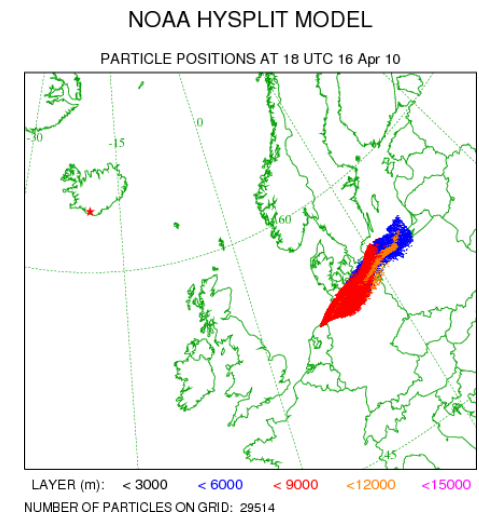 NOAA HYSPLIT MODEL
PARTICLE POSITIONS AT 18 UTC 16 Apr 10
-30
-15
0
60
45
LAYER (m): < 3000 < 6000 < 9000 <12000 <15000
NUMBER OF PARTICLES ON GRID: 29514